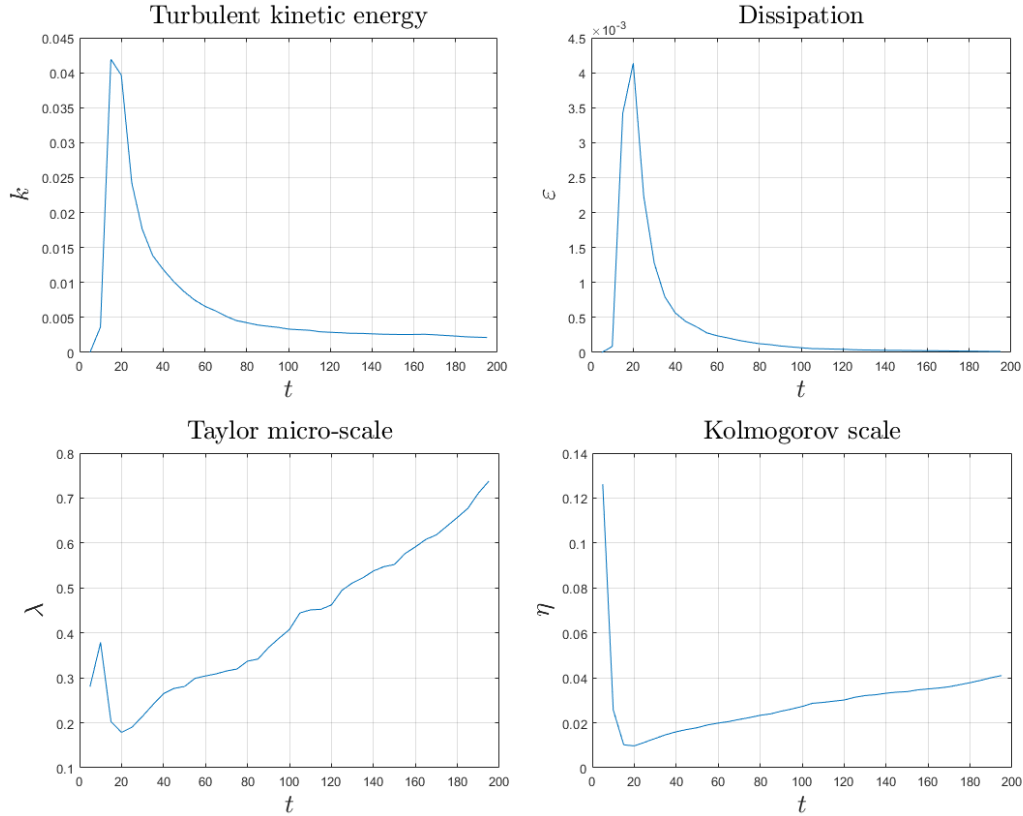 Turbulent kinetic energy
0.045
0.04
0.035
0.03
0.025
0.02
0.015
0.01
0.005
0
k
0 20 40 60 80 100 120 140 160 180 200
t
Dissipation
×10⁻³
4.5
4
3.5
3
2.5
2
1.5
1
0.5
0
ε
0 20 40 60 80 100 120 140 160 180 200
t
Taylor micro-scale
0.8
0.7
0.6
0.5
0.4
0.3
0.2
0.1
λ
0 20 40 60 80 100 120 140 160 180 200
t
Kolmogorov scale
0.14
0.12
0.1
0.08
0.06
0.04
0.02
0
η
0 20 40 60 80 100 120 140 160 180 200
t